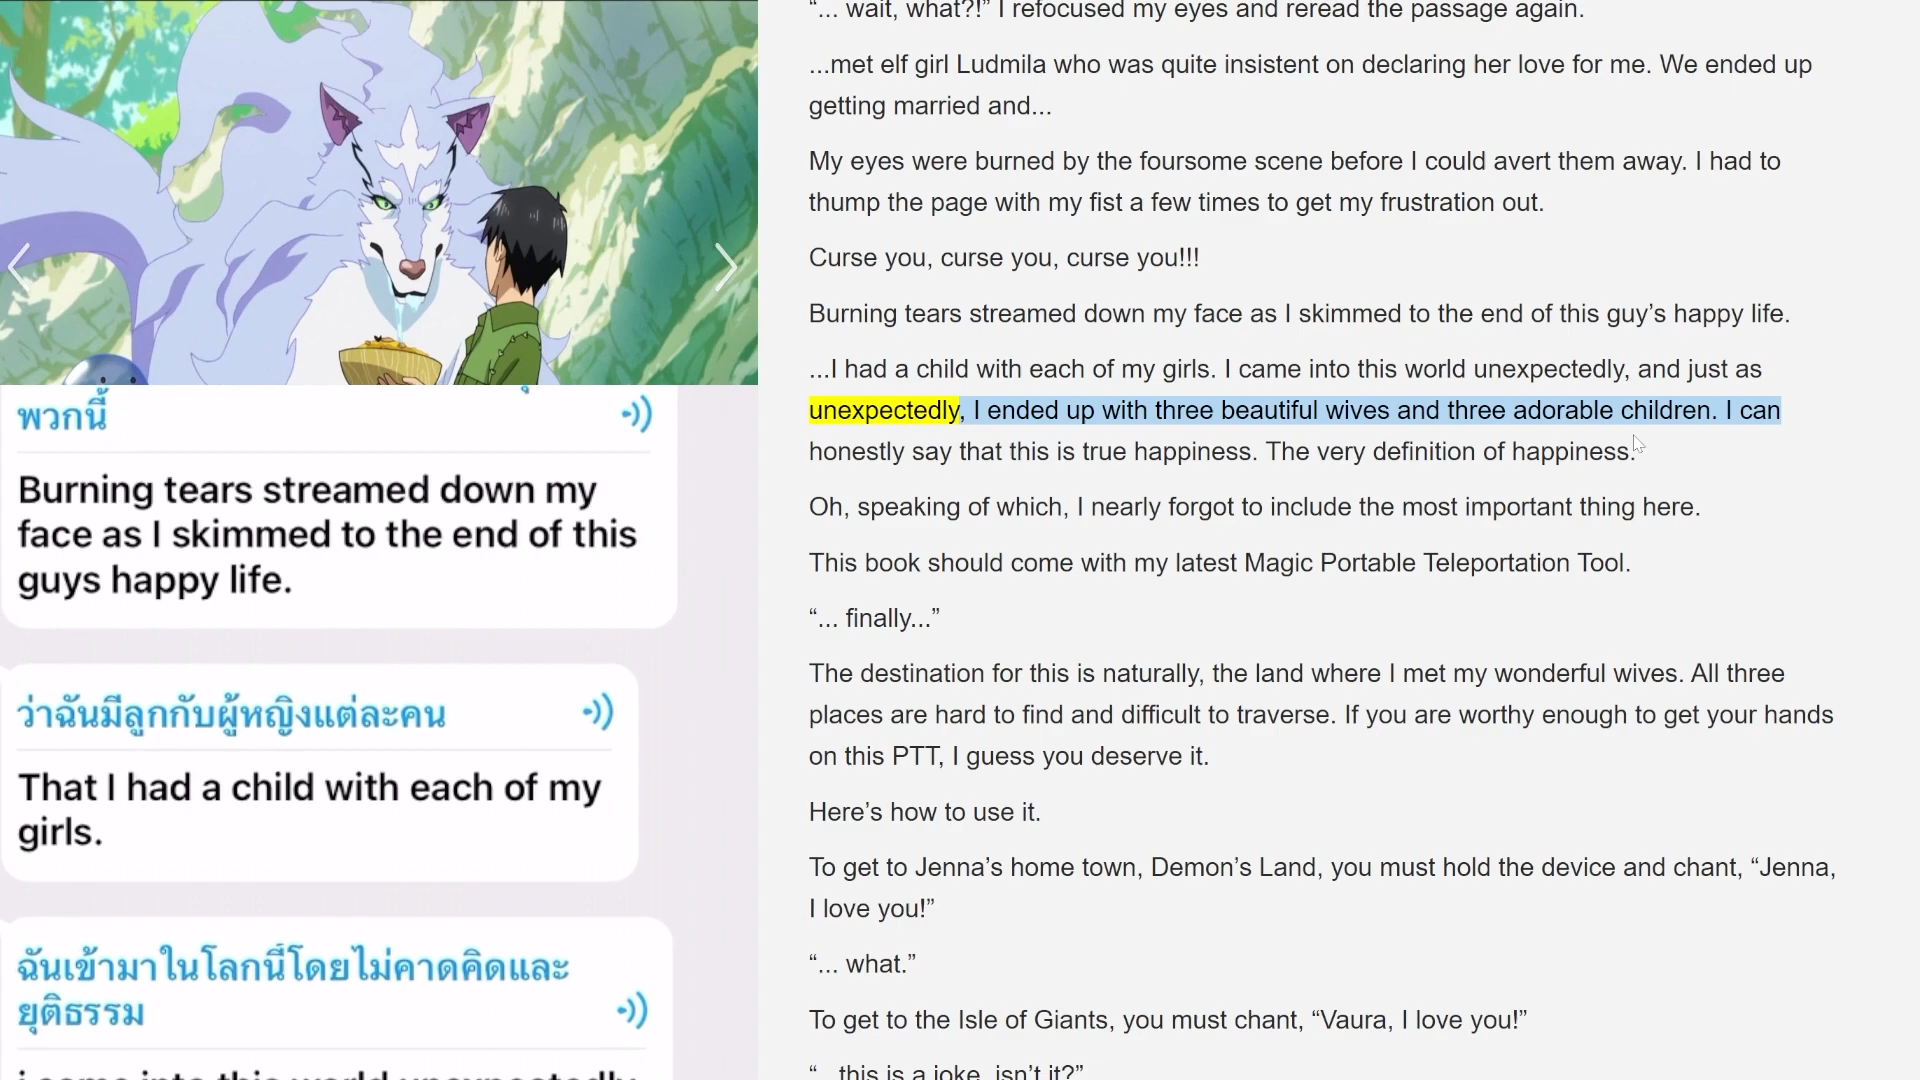 พวกนี้
Burning tears streamed down my
face as I skimmed to the end of this
guys happy life.
ว่าฉันมีลูกกับผู้หญิงแต่ละคน
That I had a child with each of my
girls.
ฉันเข้ามาในโลกนี้โดยไม่คาดคิดและ
ยุติธรรม
i came into this world unexpectedly
“... wait, what?!” I refocused my eyes and reread the passage again.
...met elf girl Ludmila who was quite insistent on declaring her love for me. We ended up
getting married and...
My eyes were burned by the foursome scene before I could avert them away. I had to
thump the page with my fist a few times to get my frustration out.
Curse you, curse you, curse you!!!
Burning tears streamed down my face as I skimmed to the end of this guy’s happy life.
...I had a child with each of my girls. I came into this world unexpectedly, and just as
unexpectedly, I ended up with three beautiful wives and three adorable children. I can
honestly say that this is true happiness. The very definition of happiness.
Oh, speaking of which, I nearly forgot to include the most important thing here.
This book should come with my latest Magic Portable Teleportation Tool.
“... finally...”
The destination for this is naturally, the land where I met my wonderful wives. All three
places are hard to find and difficult to traverse. If you are worthy enough to get your hands
on this PTT, I guess you deserve it.
Here’s how to use it.
To get to Jenna’s home town, Demon’s Land, you must hold the device and chant, “Jenna,
I love you!”
“... what.”
To get to the Isle of Giants, you must chant, “Vaura, I love you!”
“...this is a joke, isn’t it?”